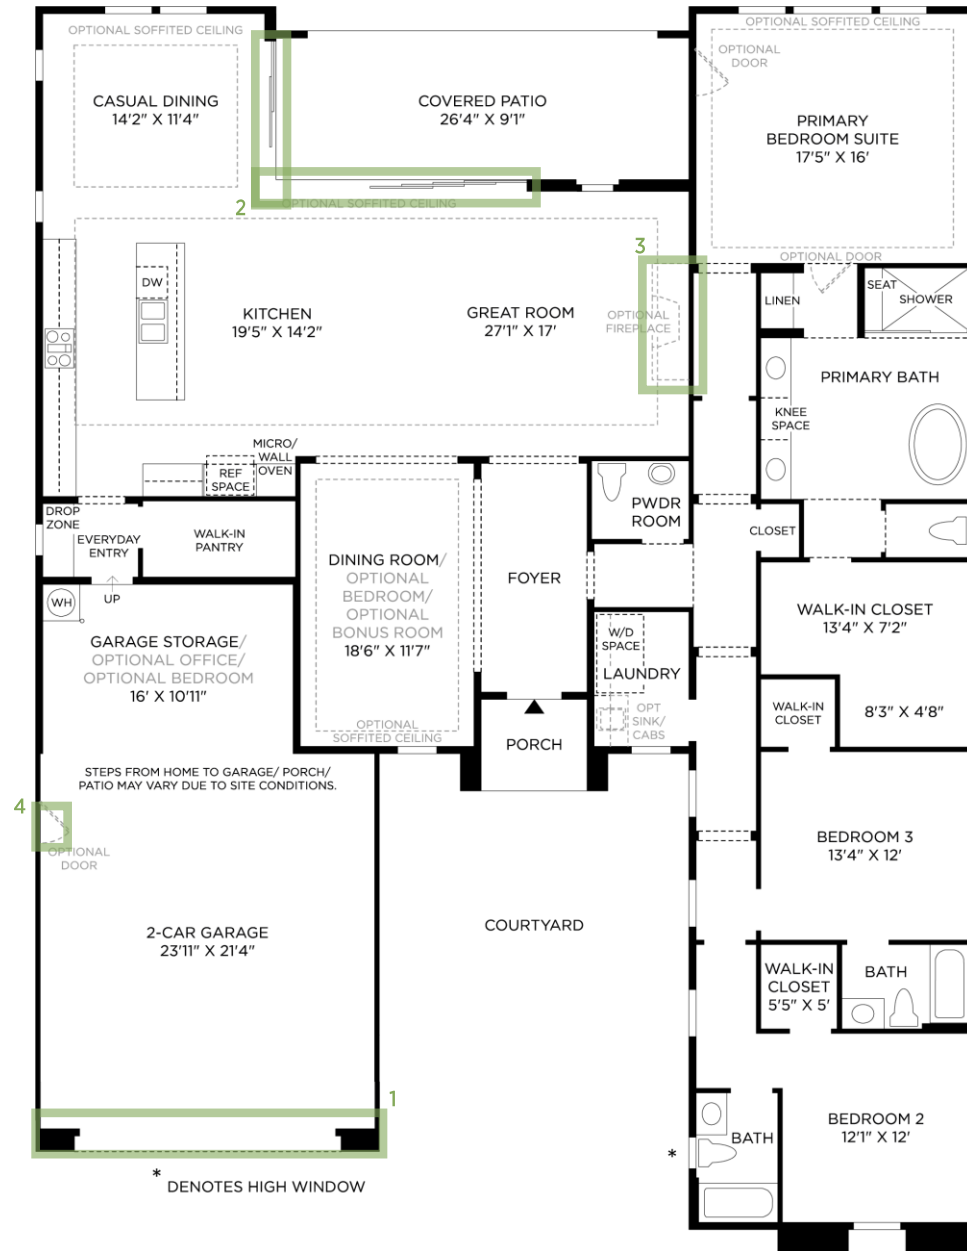 OPTIONAL SOFFITED CEILING
CASUAL DINING
14'2" X 11'4"
COVERED PATIO
26'4" X 9'1"
OPTIONAL SOFFITED CEILING
OPTIONAL
DOOR
PRIMARY
BEDROOM SUITE
17'5" X 16'
2
OPTIONAL SOFFITED CEILING
3
OPTIONAL DOOR
DW
KITCHEN
19'5" X 14'2"
GREAT ROOM
27'1" X 17'
OPTIONAL
FIREPLACE
LINEN
SEAT
SHOWER
PRIMARY BATH
KNEE
SPACE
MICRO/
WALL
OVEN
REF
SPACE
DROP
ZONE
EVERYDAY
ENTRY
WALK-IN
PANTRY
PWDR
ROOM
CLOSET
DINING ROOM/
OPTIONAL
BEDROOM/
OPTIONAL
BONUS ROOM
18'6" X 11'7"
FOYER
UP
WH
GARAGE STORAGE/
OPTIONAL OFFICE/
OPTIONAL BEDROOM
16' X 10'11"
W/D
SPACE
LAUNDRY
OPT
SINK/
CABS
WALK-IN CLOSET
13'4" X 7'2"
WALK-IN
CLOSET
8'3" X 4'8"
OPTIONAL
SOFFITED CEILING
PORCH
STEPS FROM HOME TO GARAGE/ PORCH/
PATIO MAY VARY DUE TO SITE CONDITIONS.
4
OPTIONAL
DOOR
BEDROOM 3
13'4" X 12'
2-CAR GARAGE
23'11" X 21'4"
COURTYARD
WALK-IN
CLOSET
5'5" X 5'
BATH
1
BEDROOM 2
12'1" X 12'
BATH
*
* DENOTES HIGH WINDOW